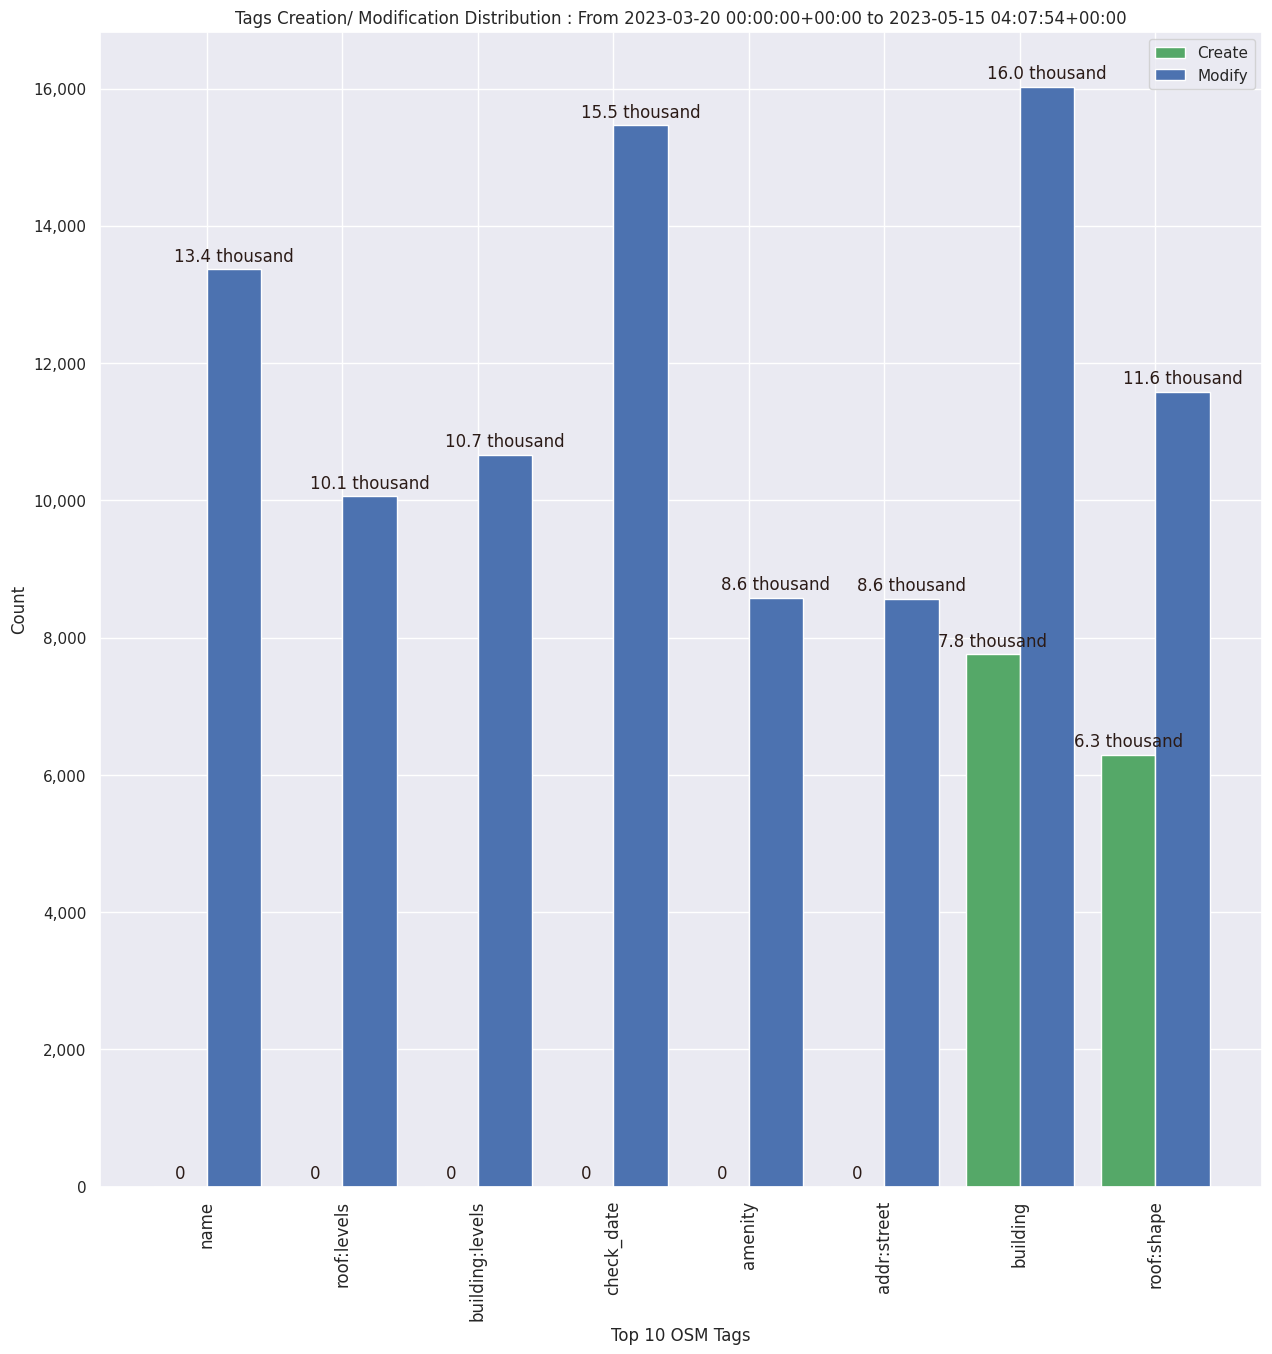 Tags Creation/ Modification Distribution : From 2023-03-20 00:00:00+00:00 to 2023-05-15 04:07:54+00:00
Create
Modify
16,000
14,000
12,000
10,000
8,000
6,000
4,000
2,000
0
Count
13.4 thousand
10.1 thousand
10.7 thousand
15.5 thousand
8.6 thousand
8.6 thousand
16.0 thousand
11.6 thousand
0
0
0
0
0
0
7.8 thousand
6.3 thousand
name
roof:levels
building:levels
check_date
amenity
addr:street
building
roof:shape
Top 10 OSM Tags